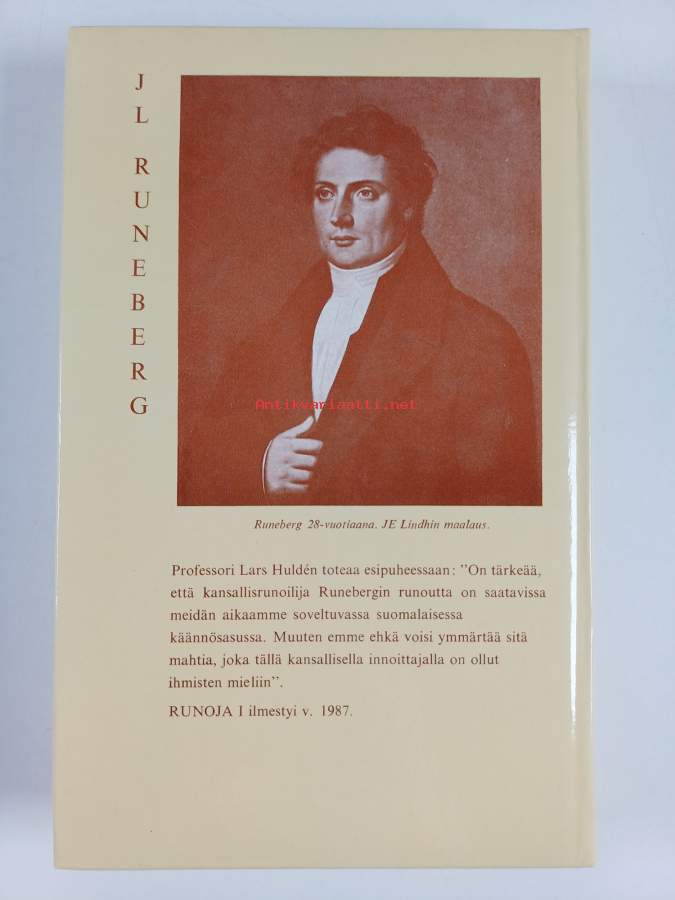 JL RUNEBERG
Antikvariaatti.net
Runeberg 28-vuotiaana. JE Lindhin maalaus.
Professori Lars Huldén toteaa esipuheessaan: ”On tärkeää,
että kansallisrunoilija Runebergin runoutta on saatavissa
meidän aikaamme soveltuvassa suomalaisessa
käännösasussa. Muuten emme ehkä voisi ymmärtää sitä
mahtia, joka tällä kansallisella innoittajalla on ollut
ihmisten mieliin”.
RUNOJA I ilmestyi v. 1987.